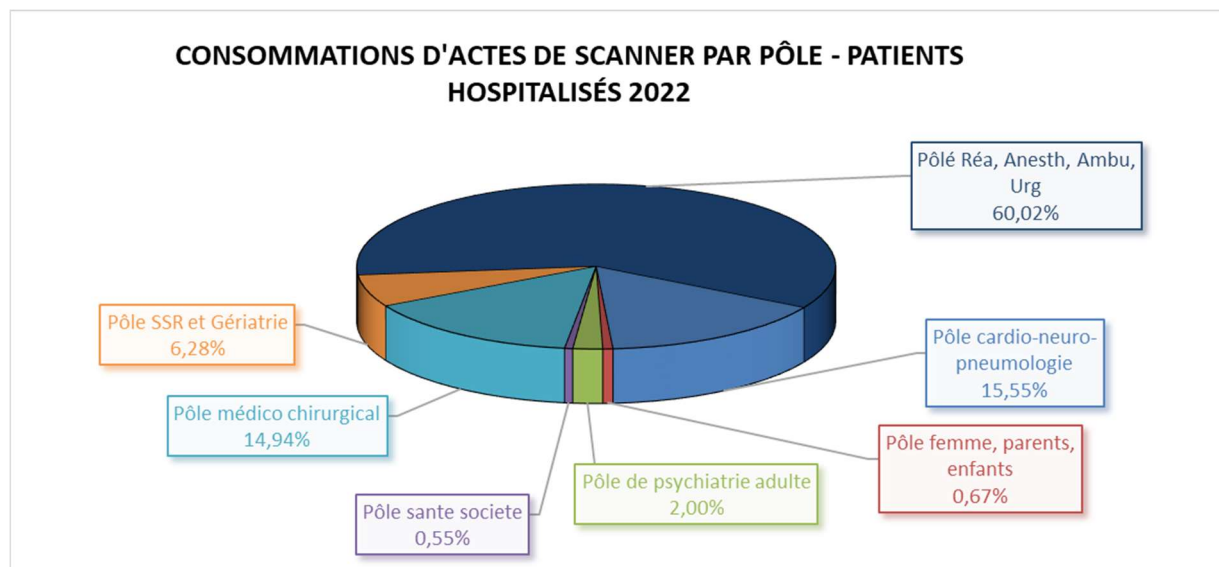 CONSOMMATIONS D'ACTES DE SCANNER PAR PÔLE - PATIENTS
HOSPITALISÉS 2022
Pôlé Réa, Anesth, Ambu,
Urg
60,02%
Pôle SSR et Gériatrie
6,28%
Pôle cardio-neuro-
pneumologie
15,55%
Pôle médico chirurgical
14,94%
Pôle femme, parents,
enfants
0,67%
Pôle de psychiatrie adulte
2,00%
Pôle sante societe
0,55%